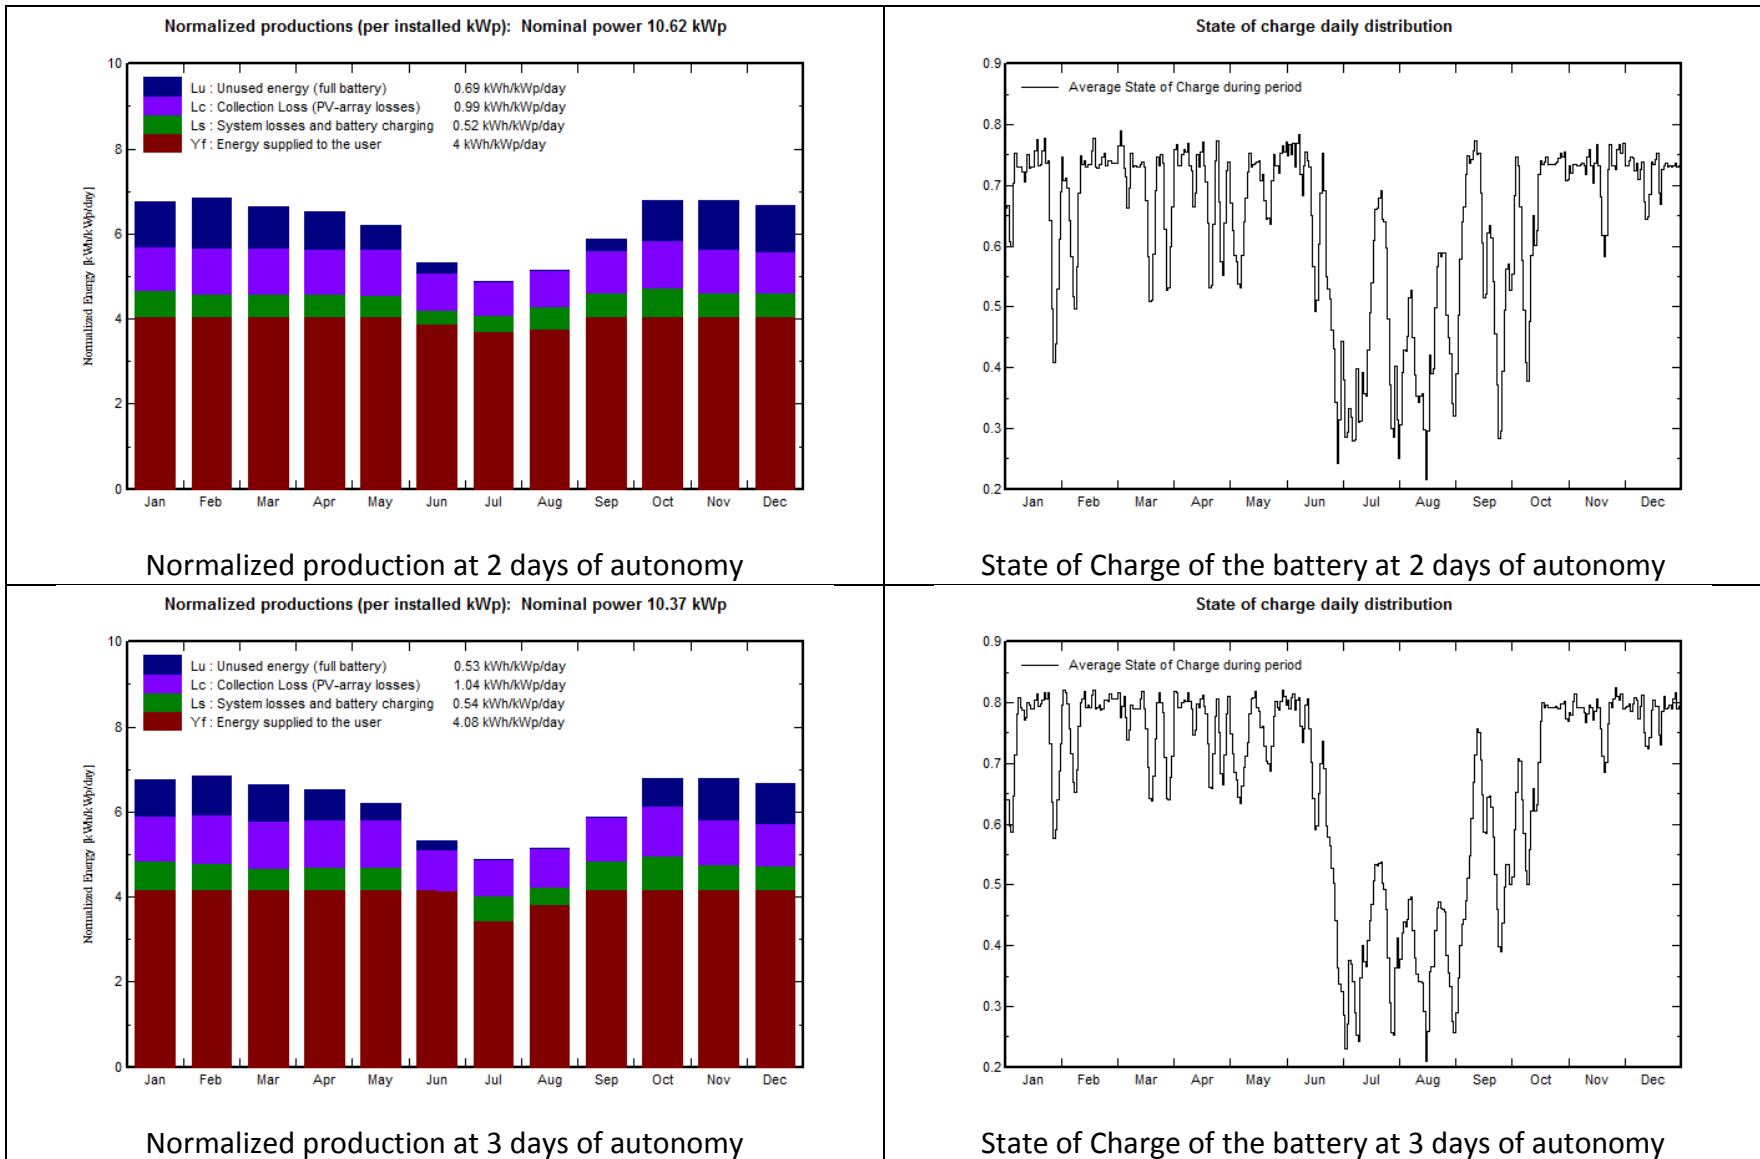 Normalized productions (per installed kWp): Nominal power 10.62 kWp
Lu : Unused energy (full battery) 0.69 kWh/kWp/day
Lc : Collection Loss (PV-array losses) 0.99 kWh/kWp/day
Ls : System losses and battery charging 0.52 kWh/kWp/day
Yf : Energy supplied to the user 4 kWh/kWp/day
Normalized Energy [kWh/kWp/day]
10
8
6
4
2
0
Jan Feb Mar Apr May Jun Jul Aug Sep Oct Nov Dec
Normalized production at 2 days of autonomy
State of charge daily distribution
Average State of Charge during period
0.9
0.8
0.7
0.6
0.5
0.4
0.3
0.2
Jan Feb Mar Apr May Jun Jul Aug Sep Oct Nov Dec
State of Charge of the battery at 2 days of autonomy
Normalized productions (per installed kWp): Nominal power 10.37 kWp
Lu : Unused energy (full battery) 0.53 kWh/kWp/day
Lc : Collection Loss (PV-array losses) 1.04 kWh/kWp/day
Ls : System losses and battery charging 0.54 kWh/kWp/day
Yf : Energy supplied to the user 4.08 kWh/kWp/day
Normalized Energy [kWh/kWp/day]
10
8
6
4
2
0
Jan Feb Mar Apr May Jun Jul Aug Sep Oct Nov Dec
Normalized production at 3 days of autonomy
State of charge daily distribution
Average State of Charge during period
0.9
0.8
0.7
0.6
0.5
0.4
0.3
0.2
Jan Feb Mar Apr May Jun Jul Aug Sep Oct Nov Dec
State of Charge of the battery at 3 days of autonomy